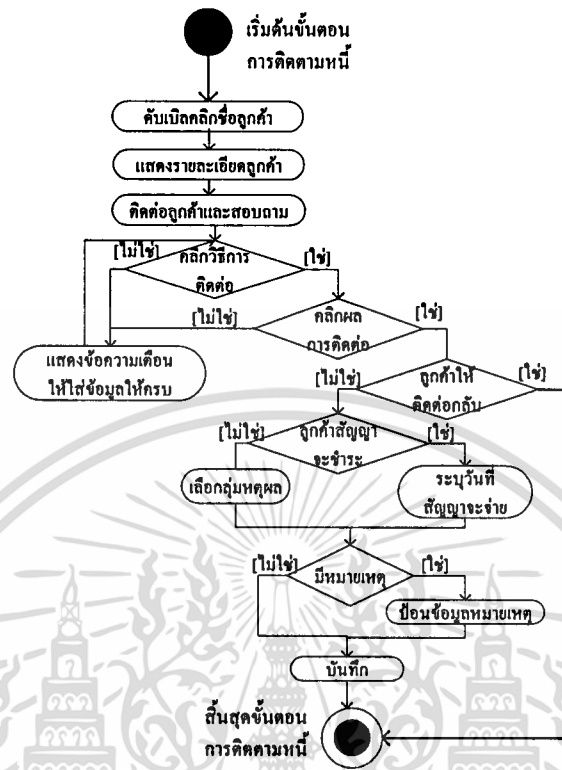 เริ่มต้นขั้นตอน
การติดตามหนี้
ดับเบิลคลิกชื่อลูกค้า
แสดงรายละเอียดลูกค้า
ติดต่อลูกค้าและสอบถาม
[ไม่ใช่]
คลิกวิธีการ
ติดต่อ
[ใช่]
[ไม่ใช่]
คลิกผล
การติดต่อ
[ใช่]
แสดงข้อความเตือน
ให้ใส่ข้อมูลให้ครบ
[ไม่ใช่]
ลูกค้าให้
ติดต่อกลับ
[ใช่]
[ไม่ใช่]
ลูกค้าสัญญา
จะชำระ
[ใช่]
เลือกลุ่มหตุผล
ระบุวันที่
สัญญาจะจ่าย
[ไม่ใช่]
มีหมายเหตุ
[ใช่]
ป้อนข้อมูลหมายเหตุ
บันทึก
สิ้นสุดขั้นตอน
การติดตามหนี้